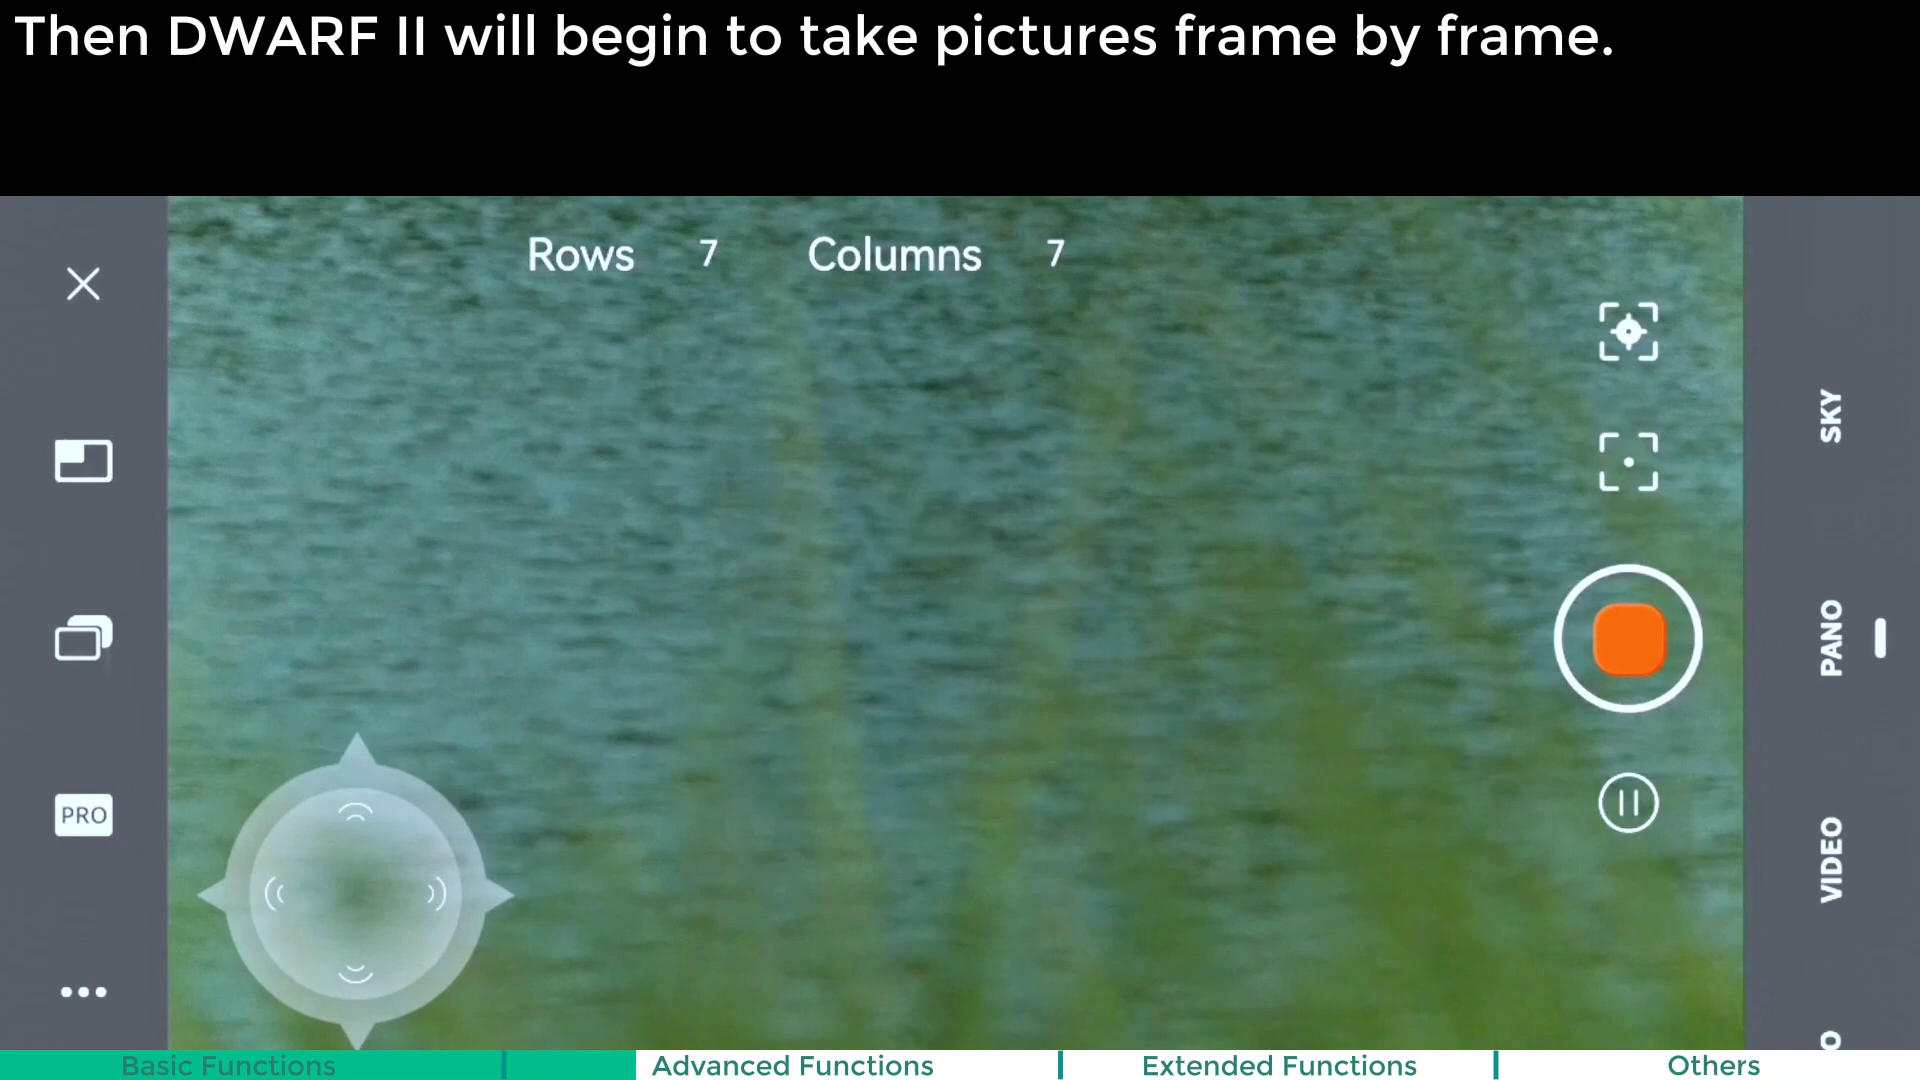 Then DWARF II will begin to take pictures frame by frame.
Rows 7 Columns 7
SKY
PANO
PRO
VIDEO
O
Basic Functions Advanced Functions Extended Functions Others